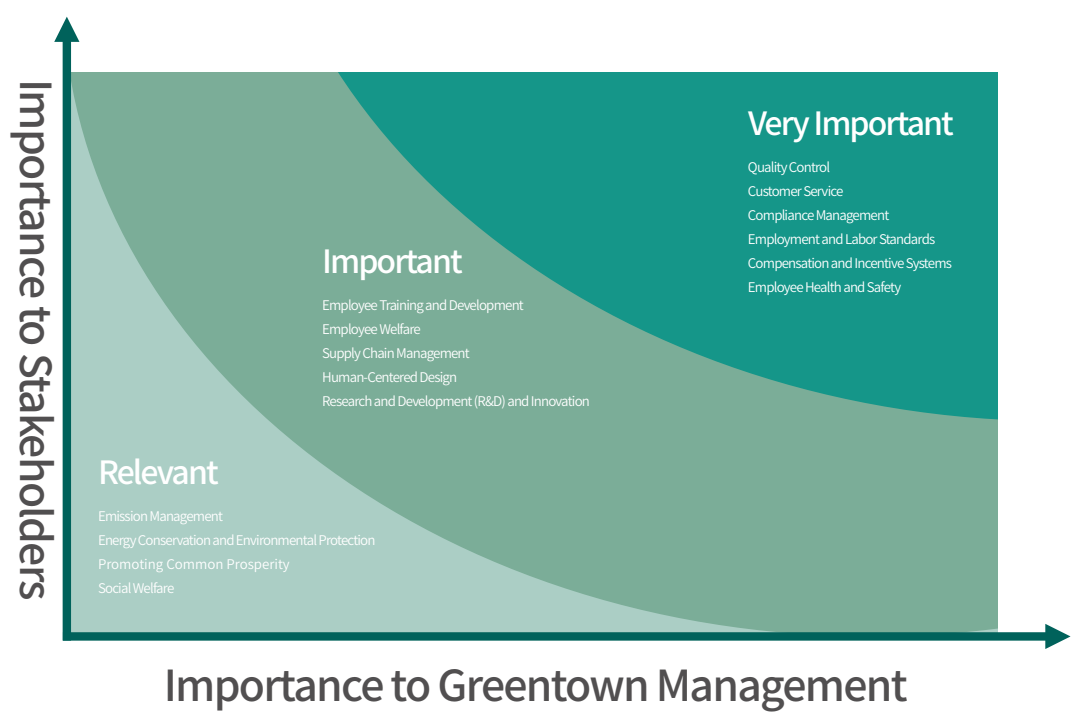 Importance to Stakeholders
Very Important
Quality Control
Customer Service
Compliance Management
Employment and Labor Standards
Compensation and Incentive Systems
Employee Health and Safety
Important
Employee Training and Development
Employee Welfare
Supply Chain Management
Human-Centered Design
Research and Development (R&D) and Innovation
Relevant
Emission Management
Energy Conservation and Environmental Protection
Promoting Common Prosperity
Social Welfare
Importance to Greentown Management